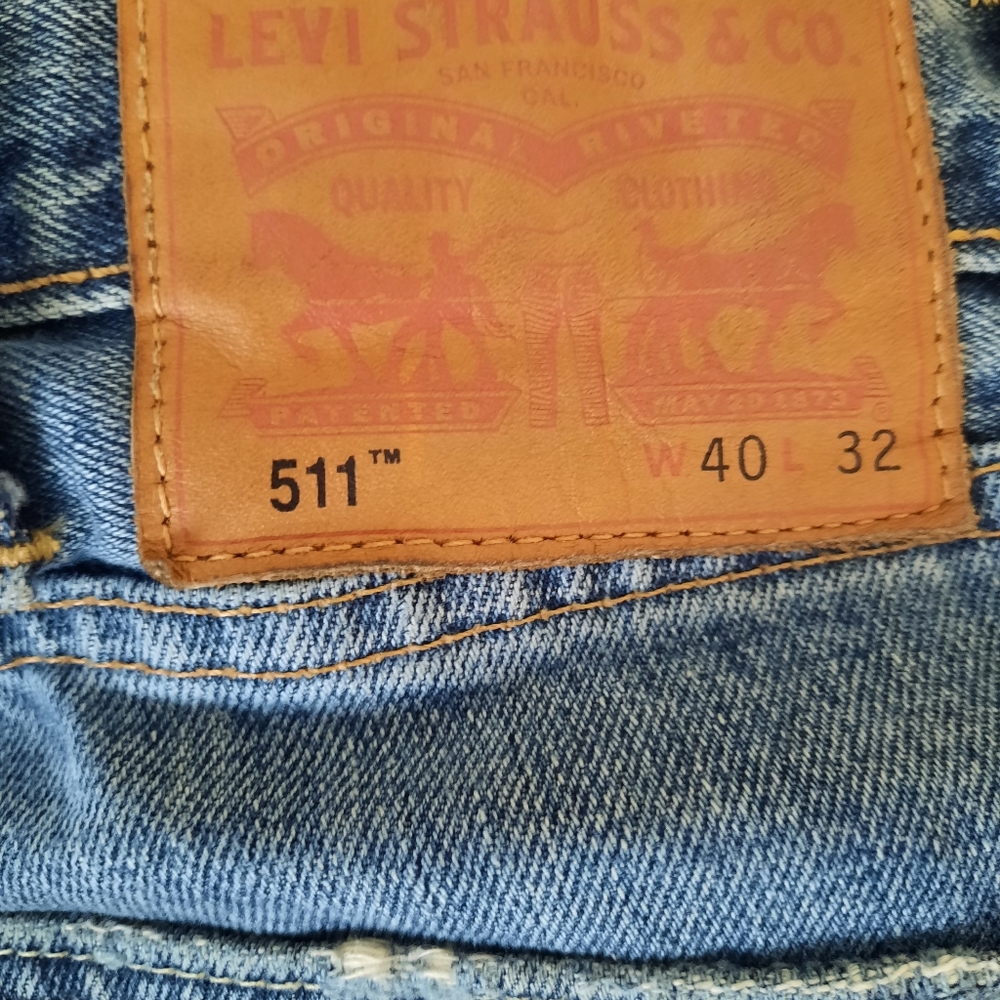 LEVI STRAUSS & CO.
SAN FRANCISCO
CAL.
ORIGINAL RIVETED
QUALITY CLOTHING
PATENTED MAY 20 1873
511™ W 40 L 32